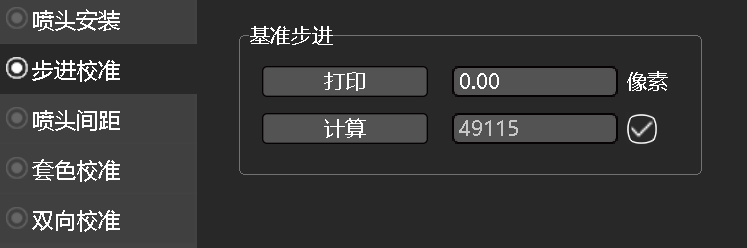 喷头安装
步进校准
喷头间距
套色校准
双向校准
基准步进
打印 0.00 像素
计算 49115